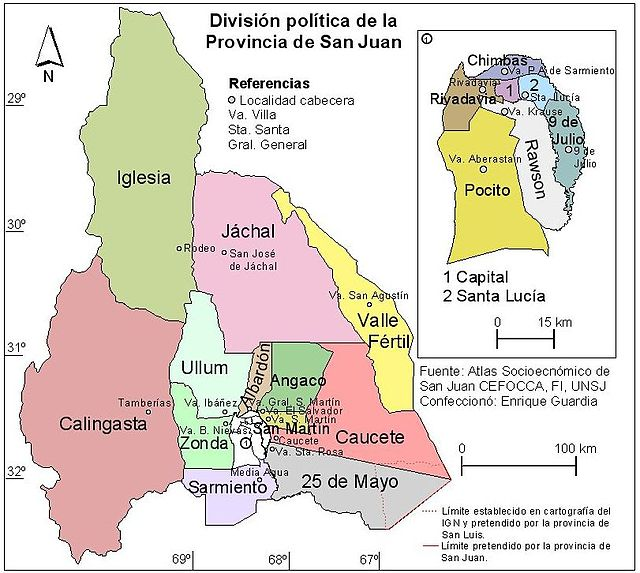 División política de la
Provincia de San Juan
N
Referencias
Localidad cabecera
Va. Villa
Sta. Santa
Gral. General
29º
30º
31º
32º
69º
68º
67º
Iglesia
Rodeo
Jáchal
San José
de Jáchal
Va. San Agustín
Valle
Fértil
Ullum
Albardón
Angaco
Calingasta
Tamberías
Va. Ibáñez
Va. Gral. S. Martín
Va. El Salvador
Va. S. Martín
San Martín
Va. B. Nieves
Zonda
1
Caucete
Caucete
Va. Sta. Rosa
Media Agua
Sarmiento
25 de Mayo
1
Chimbas
Va. P.A. de Sarmiento
Rivadavia
Rivadavia
1
2
Sta. Lucía
Va. Krause
9 de
Julio
9 de
Julio
Rawson
Va. Aberastain
Pocito
1 Capital
2 Santa Lucía
0 15 km
Fuente: Atlas Socioecnómico de
San Juan CEFOCCA, FI, UNSJ
Confeccionó: Enrique Guardia
0 100 km
Límite establecido en cartografía del
IGN y pretendido por la provincia de
San Luis.
Límite pretendido por la provincia de
San Juan.